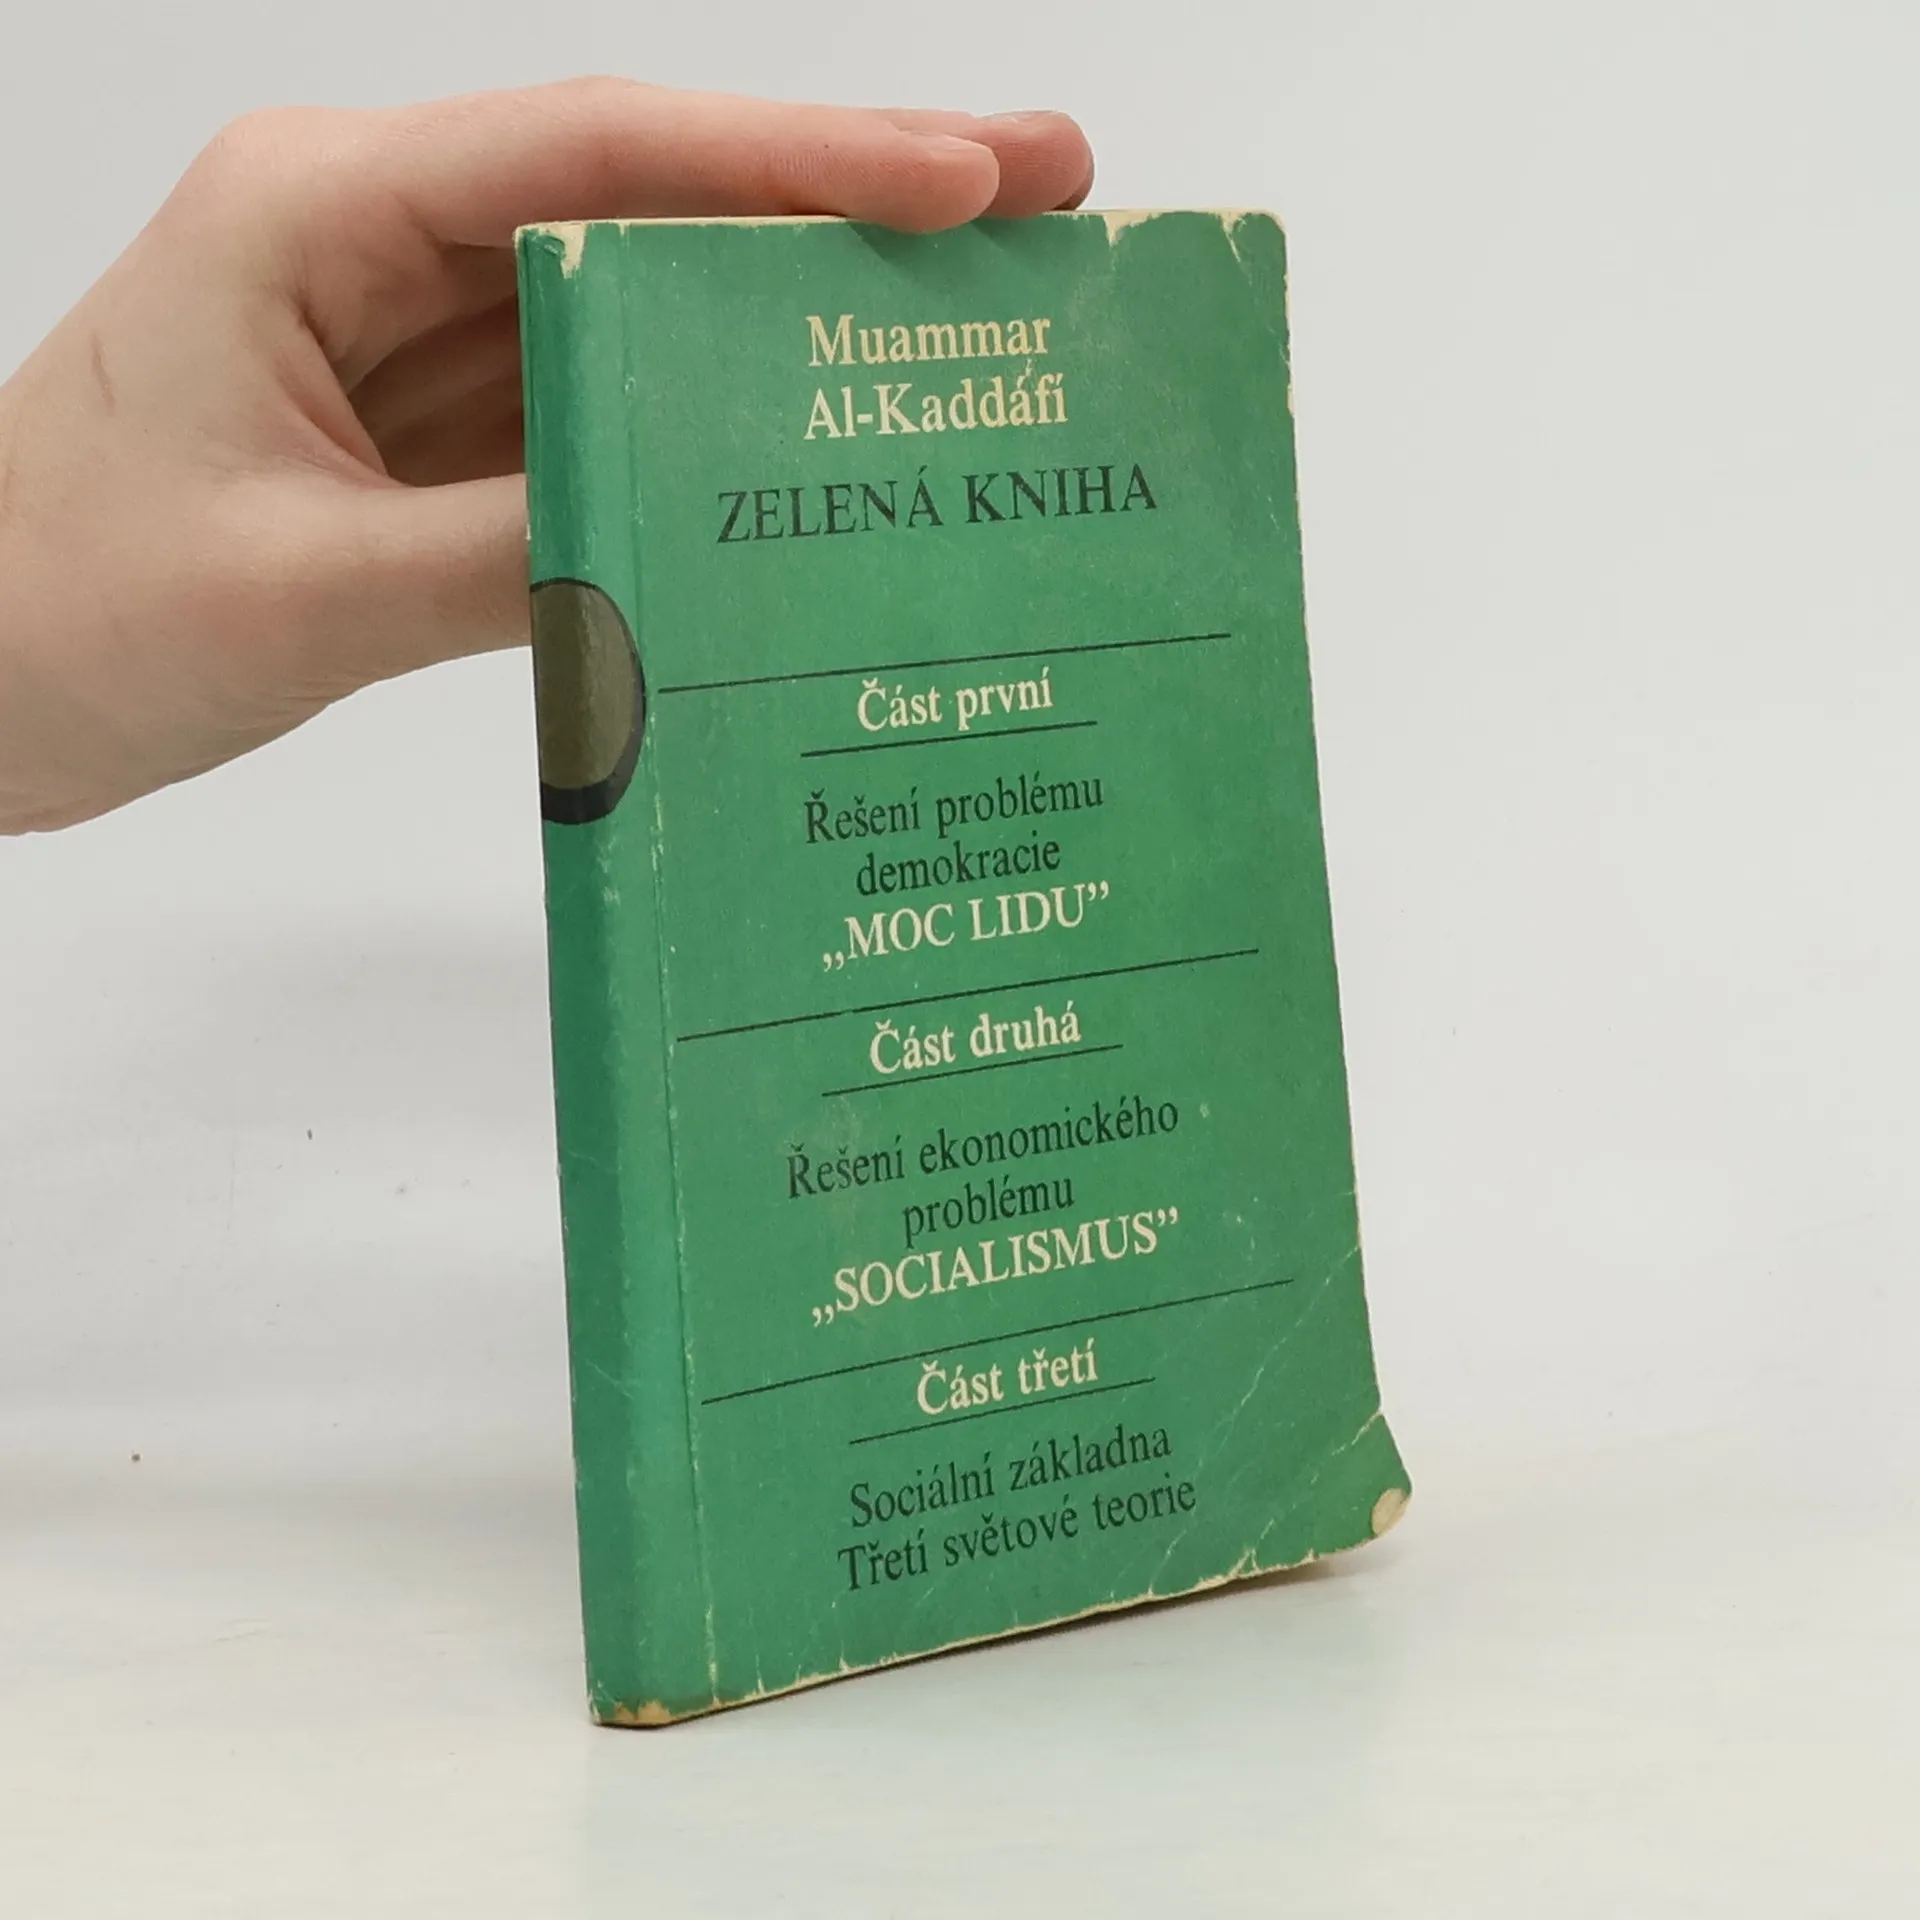 Muammar
Al-Kaddáfí
ZELENÁ KNIHA
Část první
Řešení problému
demokracie
„MOC LIDU”
Část druhá
Řešení ekonomického
problému
„SOCIALISMUS”
Část třetí
Sociální základna
Třetí světové teorie